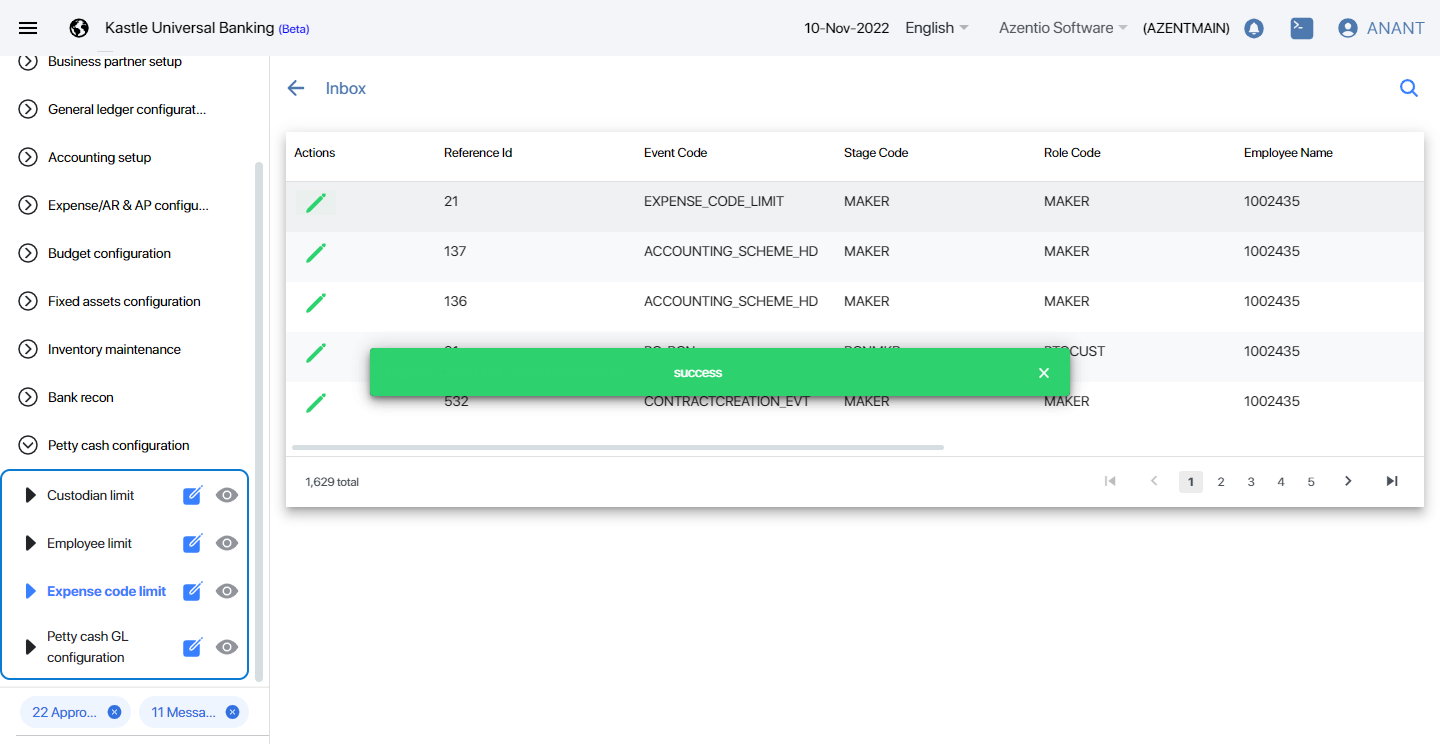 Kastle Universal Banking (Beta)
10-Nov-2022 English Azentio Software (AZENTMAIN) ANANT
Business partner setup
General ledger configurat...
Accounting setup
Expense/AR & AP configu...
Budget configuration
Fixed assets configuration
Inventory maintenance
Bank recon
Petty cash configuration
Custodian limit
Employee limit
Expense code limit
Petty cash GL
configuration
22 Appro... 11 Messa...
Inbox
Actions Reference Id Event Code Stage Code Role Code Employee Name
21 EXPENSE_CODE_LIMIT MAKER MAKER 1002435
137 ACCOUNTING_SCHEME_HD MAKER MAKER 1002435
136 ACCOUNTING_SCHEME_HD MAKER MAKER 1002435
1002435
success
532 CONTRACTCREATION_EVT MAKER MAKER 1002435
1,629 total
1 2 3 4 5